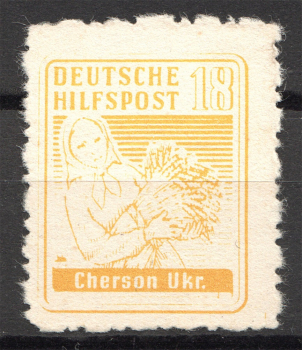 DEUTSCHE 18
HILFSPOST
Cherson Ukr.